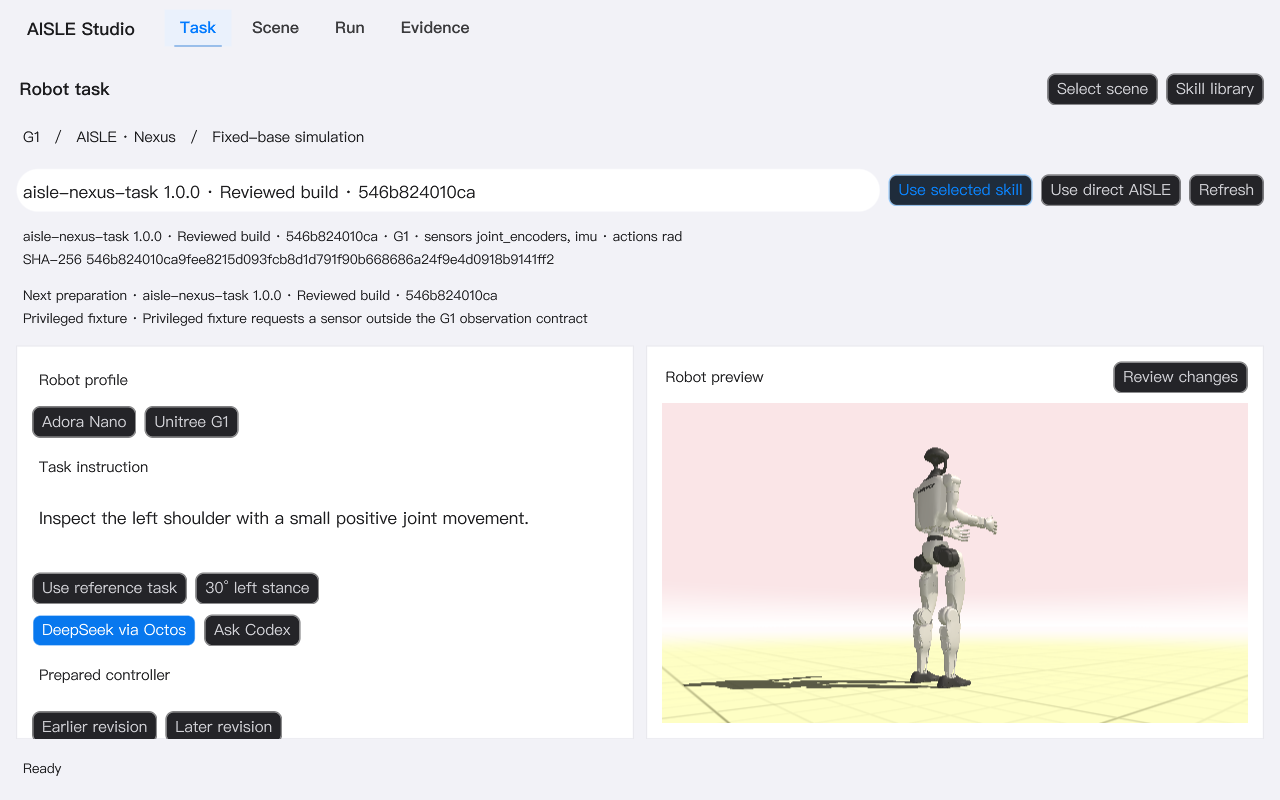 AISLE Studio Task Scene Run Evidence
Robot task Select scene Skill library
G1 / AISLE · Nexus / Fixed-base simulation
aisle-nexus-task 1.0.0 · Reviewed build · 546b824010ca Use selected skill Use direct AISLE Refresh
aisle-nexus-task 1.0.0 · Reviewed build · 546b824010ca · G1 · sensors joint_encoders, imu · actions rad
SHA-256 546b824010ca9fee8215d093fcb8d1d791f90b668686a24f9e4d0918b9141ff2
Next preparation · aisle-nexus-task 1.0.0 · Reviewed build · 546b824010ca
Privileged fixture · Privileged fixture requests a sensor outside the G1 observation contract
Robot profile
Adora Nano Unitree G1
Task instruction
Inspect the left shoulder with a small positive joint movement.
Use reference task 30° left stance
DeepSeek via Octos Ask Codex
Prepared controller
Earlier revision Later revision
Robot preview Review changes
Ready